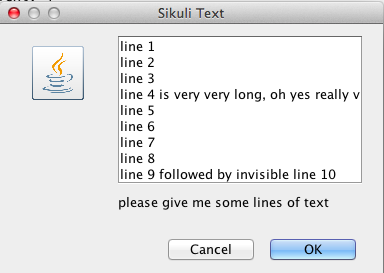 Sikuli Text
line 1
line 2
line 3
line 4 is very very long, oh yes really v
line 5
line 6
line 7
line 8
line 9 followed by invisible line 10
please give me some lines of text
Cancel
OK